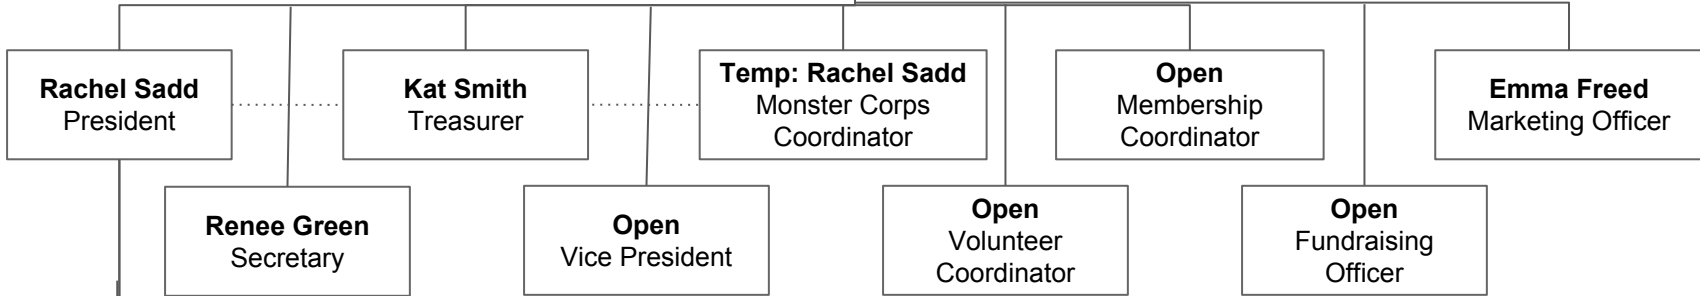 Rachel Sadd
President
Kat Smith
Treasurer
Temp: Rachel Sadd
Monster Corps
Coordinator
Open
Membership
Coordinator
Emma Freed
Marketing Officer
Renee Green
Secretary
Open
Vice President
Open
Volunteer
Coordinator
Open
Fundraising
Officer